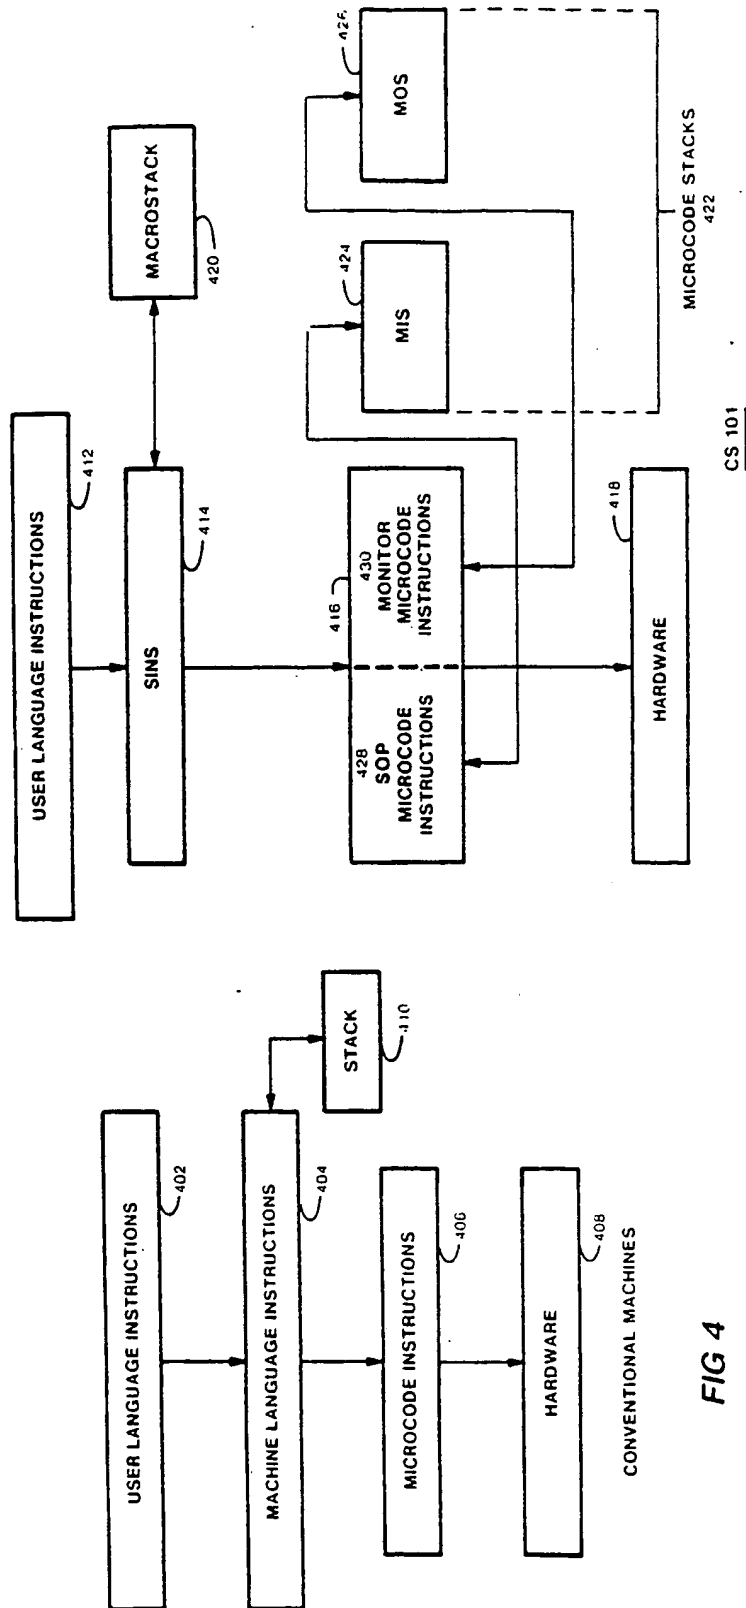 USER LANGUAGE INSTRUCTIONS
402
MACHINE LANGUAGE INSTRUCTIONS
404
STACK
410
MICROCODE INSTRUCTIONS
406
HARDWARE
408
CONVENTIONAL MACHINES
USER LANGUAGE INSTRUCTIONS
412
SINS
414
MACROSTACK
420
416
428
SOP
MICROCODE
INSTRUCTIONS
430
MONITOR
MICROCODE
INSTRUCTIONS
MIS
424
MOS
426
MICROCODE STACKS
422
HARDWARE
418
CS 101
FIG 4